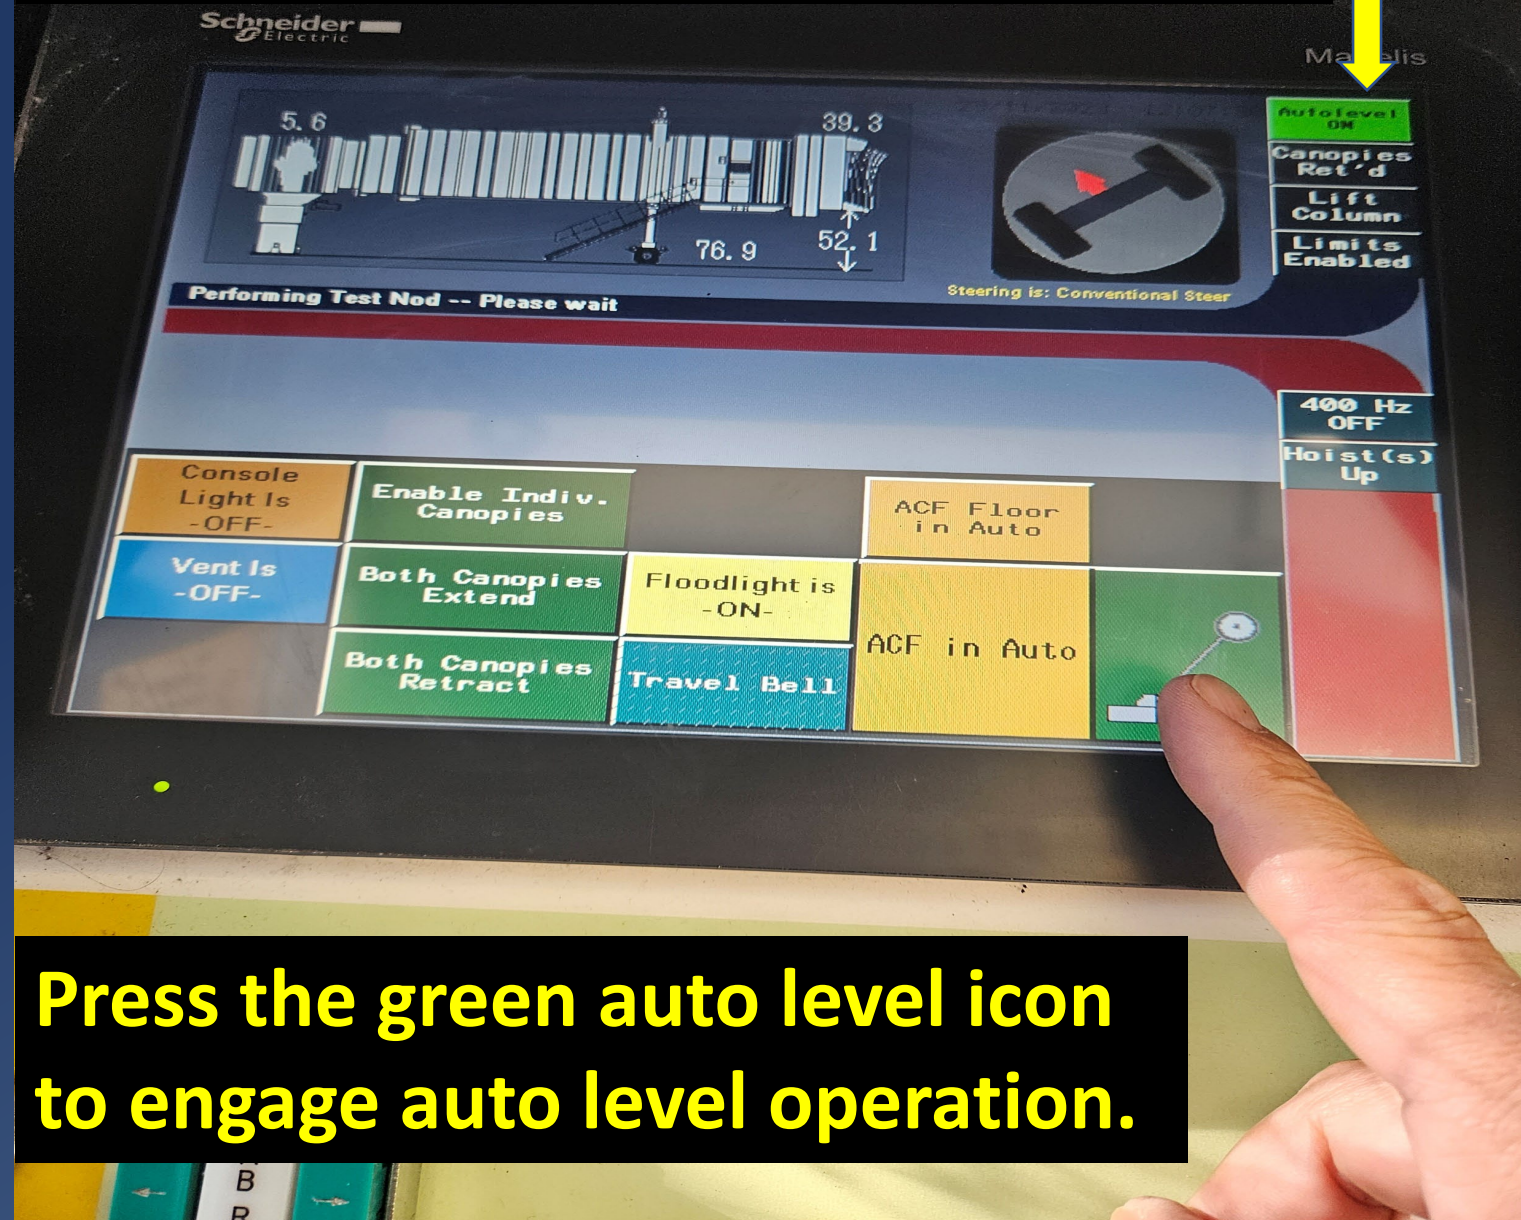 Schneider
Electric
5.6
39.3
76.9
52.1
Autolevel
ON
Canopies
Ret'd
Lift
Column
Limits
Enabled
Performing Test Nod -- Please wait
Steering is: Conventional Steer
400 Hz
OFF
Hoist(s)
Up
Console
Light Is
-OFF-
Enable Indiv.
Canopies
ACF Floor
in Auto
Vent Is
-OFF-
Both Canopies
Extend
Floodlight is
-ON-
ACF in Auto
Both Canopies
Retract
Travel Bell
Press the green auto level icon
to engage auto level operation.
B
R